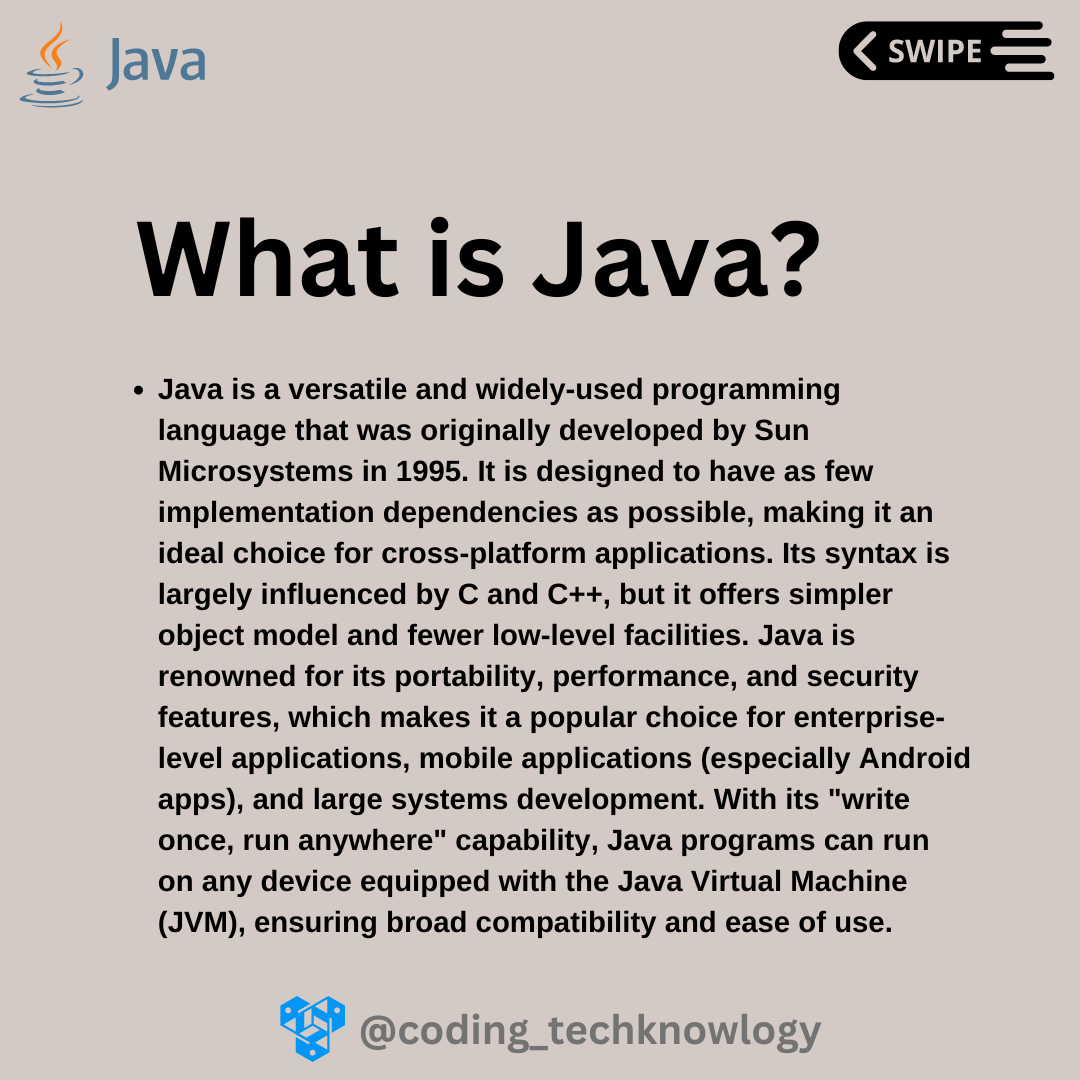 Java
SWIPE
What is Java?
• Java is a versatile and widely-used programming
language that was originally developed by Sun
Microsystems in 1995. It is designed to have as few
implementation dependencies as possible, making it an
ideal choice for cross-platform applications. Its syntax is
largely influenced by C and C++, but it offers simpler
object model and fewer low-level facilities. Java is
renowned for its portability, performance, and security
features, which makes it a popular choice for enterprise-
level applications, mobile applications (especially Android
apps), and large systems development. With its "write
once, run anywhere" capability, Java programs can run
on any device equipped with the Java Virtual Machine
(JVM), ensuring broad compatibility and ease of use.
@coding_techknowlogy